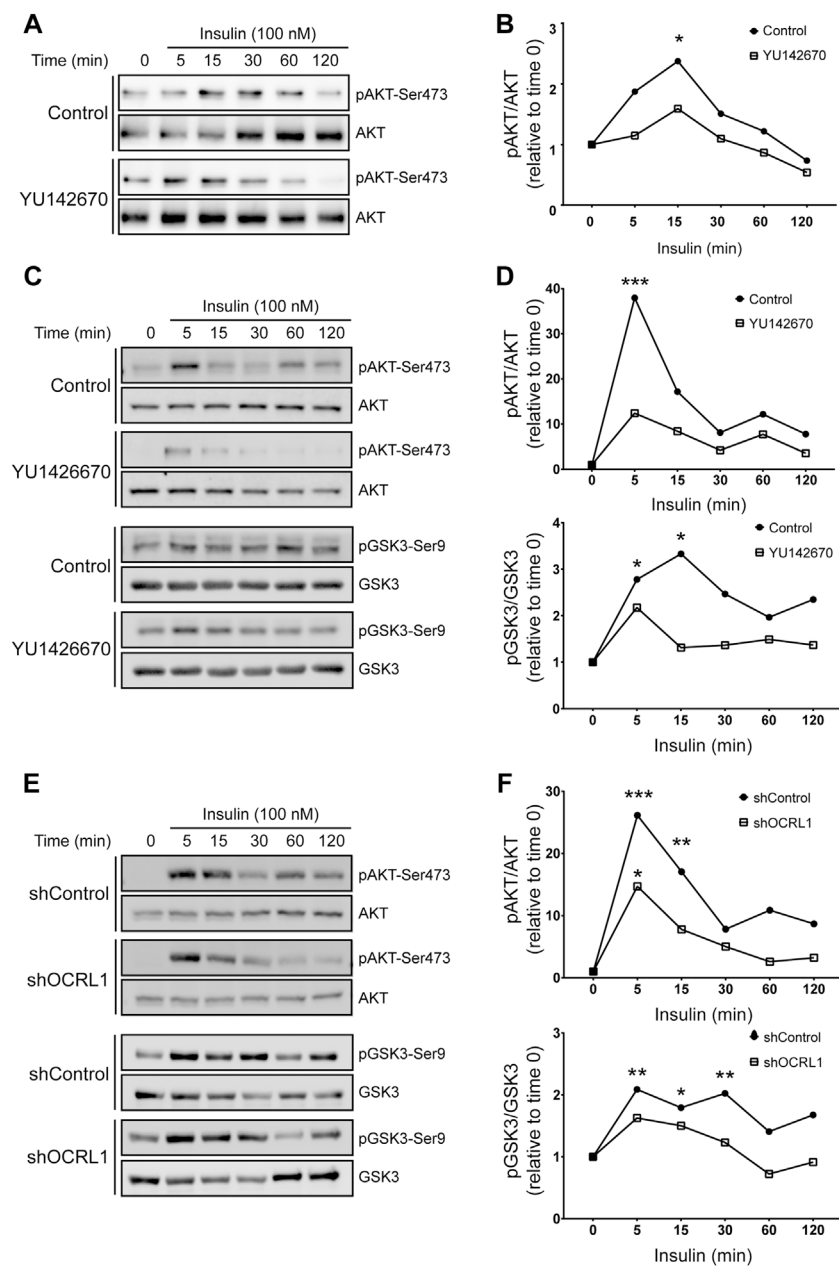 A
Insulin (100 nM)
Time (min) 0 5 15 30 60 120
Control
pAKT-Ser473
AKT
YU142670
pAKT-Ser473
AKT
B
pAKT/AKT
(relative to time 0)
3
2
1
0
* 
Control
YU142670
0 5 15 30 60 120
Insulin (min)
C
Insulin (100 nM)
Time (min) 0 5 15 30 60 120
Control
pAKT-Ser473
AKT
YU1426670
pAKT-Ser473
AKT
Control
pGSK3-Ser9
GSK3
YU1426670
pGSK3-Ser9
GSK3
D
pAKT/AKT
(relative to time 0)
40
30
20
10
0
***
Control
YU142670
0 5 15 30 60 120
Insulin (min)
pGSK3/GSK3
(relative to time 0)
4
3
2
1
0
* *
Control
YU142670
0 5 15 30 60 120
Insulin (min)
E
Insulin (100 nM)
Time (min) 0 5 15 30 60 120
shControl
pAKT-Ser473
AKT
shOCRL1
pAKT-Ser473
AKT
shControl
pGSK3-Ser9
GSK3
shOCRL1
pGSK3-Ser9
GSK3
F
pAKT/AKT
(relative to time 0)
30
20
10
0
*** **
*
shControl
shOCRL1
0 5 15 30 60 120
Insulin (min)
pGSK3/GSK3
(relative to time 0)
3
2
1
0
** * **
shControl
shOCRL1
0 5 15 30 60 120
Insulin (min)